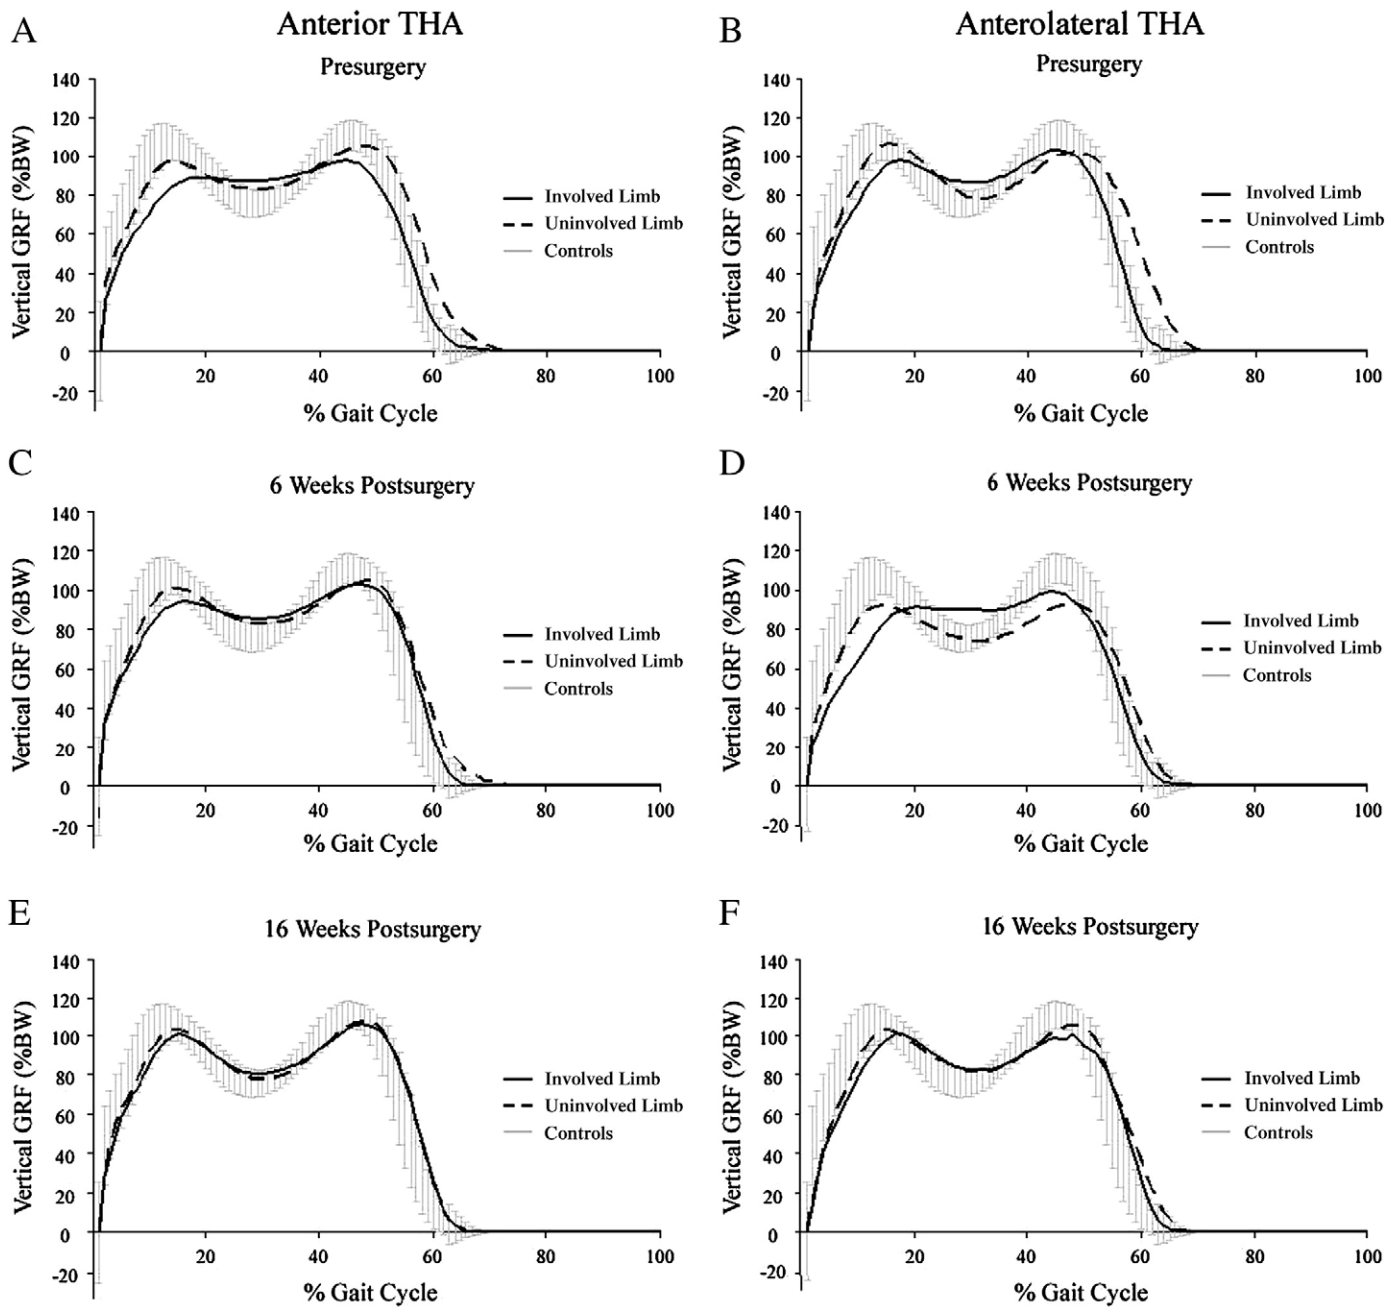 A
Anterior THA
B
Anterolateral THA
Presurgery
Presurgery
Vertical GRF (%BW)
140
120
100
80
60
40
20
0
-20
20
40
60
80
100
% Gait Cycle
Involved Limb
Uninvolved Limb
Controls
Vertical GRF (%BW)
140
120
100
80
60
40
20
0
-20
20
40
60
80
100
% Gait Cycle
Involved Limb
Uninvolved Limb
Controls
C
6 Weeks Postsurgery
Vertical GRF (%BW)
140
120
100
80
60
40
20
0
-20
20
40
60
80
100
% Gait Cycle
Involved Limb
Uninvolved Limb
Controls
D
6 Weeks Postsurgery
Vertical GRF (%BW)
140
120
100
80
60
40
20
0
-20
20
40
60
80
100
% Gait Cycle
Involved Limb
Uninvolved Limb
Controls
E
16 Weeks Postsurgery
Vertical GRF (%BW)
140
120
100
80
60
40
20
0
-20
20
40
60
80
100
% Gait Cycle
Involved Limb
Uninvolved Limb
Controls
F
16 Weeks Postsurgery
Vertical GRF (%BW)
140
120
100
80
60
40
20
0
-20
20
40
60
80
100
% Gait Cycle
Involved Limb
Uninvolved Limb
Controls